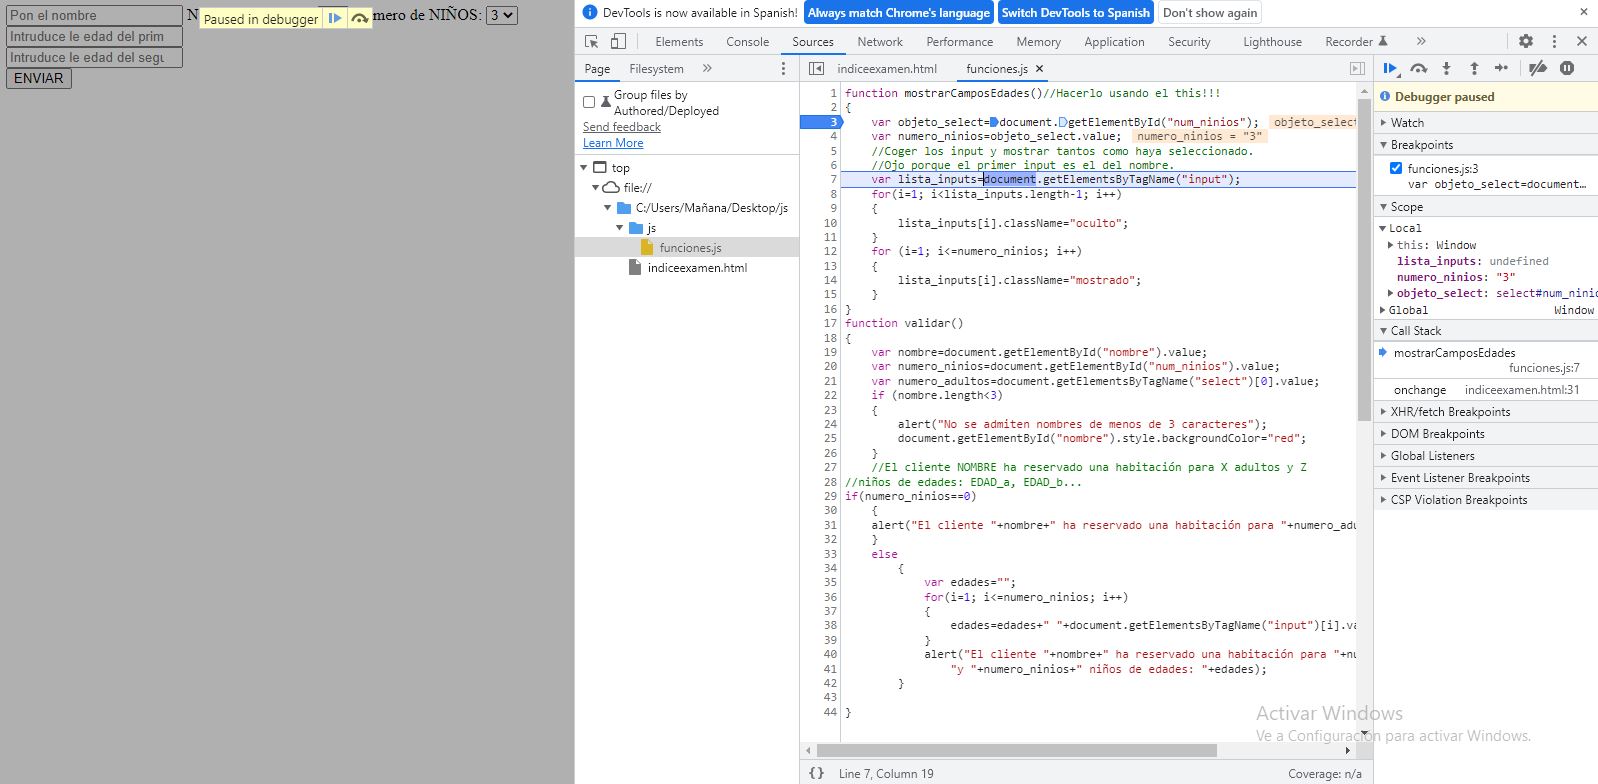 Pon el nombre
N
Paused in debugger
mero de NIÑOS: 3
Intruduce le edad del prim
Intruduce le edad del segu
ENVIAR
DevTools is now available in Spanish!
Always match Chrome's language
Switch DevTools to Spanish
Don't show again
×
Elements Console Sources Network Performance Memory Application Security Lighthouse Recorder
Page Filesystem
indiceexamen.html funciones.js
Group files by
Authored/Deployed
Send feedback
Learn More
top
file://
C:/Users/Mañana/Desktop/js
js
funciones.js
indiceexamen.html
1 function mostrarCamposEdades()//Hacerlo usando el this!!!
2 {
3 var objeto_select=document.getElementById("num_ninios"); objeto_select
4 var numero_ninios=objeto_select.value; numero_ninios = "3"
5 //Coger los input y mostrar tantos como haya seleccionado.
6 //Ojo porque el primer input es el del nombre.
7 var lista_inputs=document.getElementsByTagName("input");
8 for(i=1; i<lista_inputs.length-1; i++)
9 {
10 lista_inputs[i].className="oculto";
11 }
12 for (i=1; i<=numero_ninios; i++)
13 {
14 lista_inputs[i].className="mostrado";
15 }
16 }
17 function validar()
18 {
19 var nombre=document.getElementById("nombre").value;
20 var numero_ninios=document.getElementById("num_ninios").value;
21 var numero_adultos=document.getElementsByTagName("select")[0].value;
22 if (nombre.length<3)
23 {
24 alert("No se admiten nombres de menos de 3 caracteres");
25 document.getElementById("nombre").style.backgroundColor="red";
26 }
27 //El cliente NOMBRE ha reservado una habitación para X adultos y Z
28 //niños de edades: EDAD_a, EDAD_b...
29 if(numero_ninios==0)
30 {
31 alert("El cliente "+nombre+" ha reservado una habitación para "+numero_adu
32 }
33 else
34 {
35 var edades="";
36 for(i=1; i<=numero_ninios; i++)
37 {
38 edades=edades+" "+document.getElementsByTagName("input")[i].va
39 }
40 alert("El cliente "+nombre+" ha reservado una habitación para "+nu
41 "y "+numero_ninios+" niños de edades: "+edades);
42 }
43
44 }
{} Line 7, Column 19
Coverage: n/a
Debugger paused
Watch
Breakpoints
funciones.js:3
var objeto_select=document…
Scope
Local
this: Window
lista_inputs: undefined
numero_ninios: "3"
objeto_select: select#num_ninio
Global Window
Call Stack
mostrarCamposEdades
funciones.js:7
onchange indiceexamen.html:31
XHR/fetch Breakpoints
DOM Breakpoints
Global Listeners
Event Listener Breakpoints
CSP Violation Breakpoints
Activar Windows
Ve a Configuración para activar Windows.